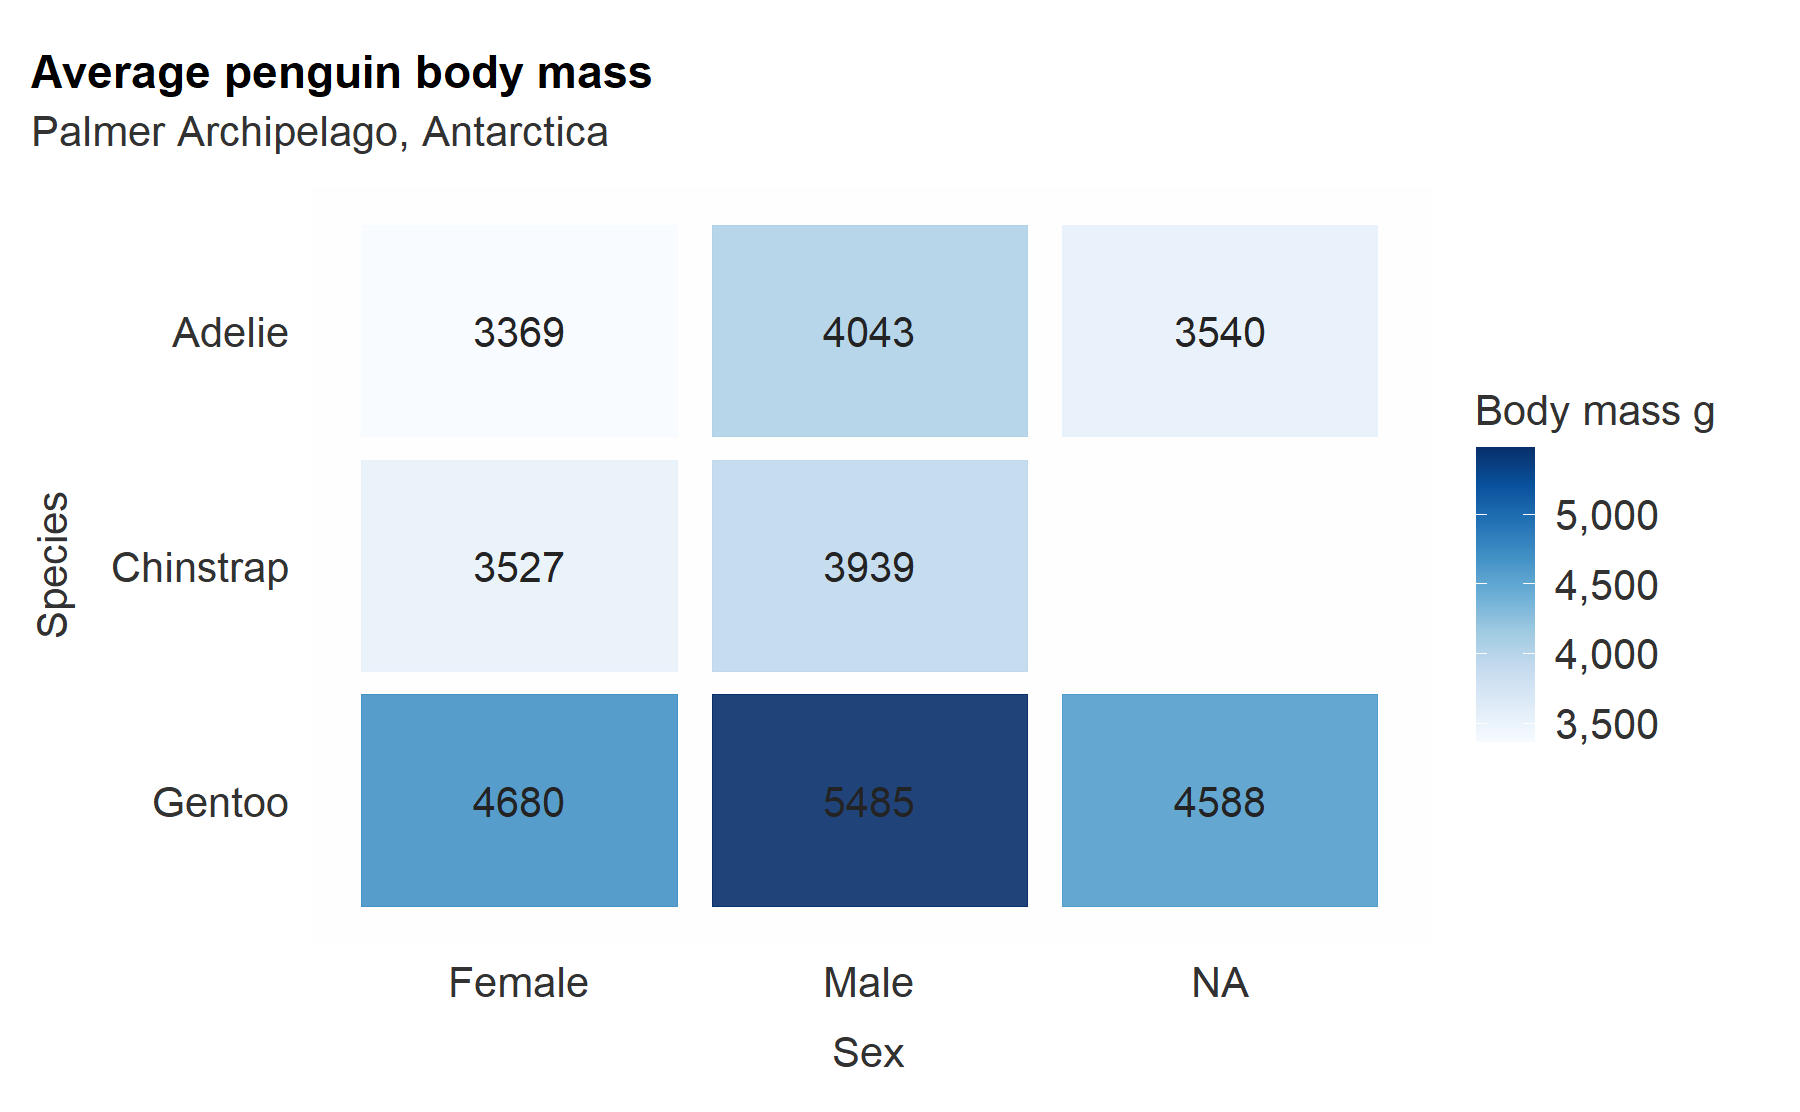 Average penguin body mass
Palmer Archipelago, Antarctica
Species
Adelie 3369 4043 3540
Chinstrap 3527 3939
Gentoo 4680 5485 4588
Female Male NA
Sex
Body mass g
5,000
4,500
4,000
3,500